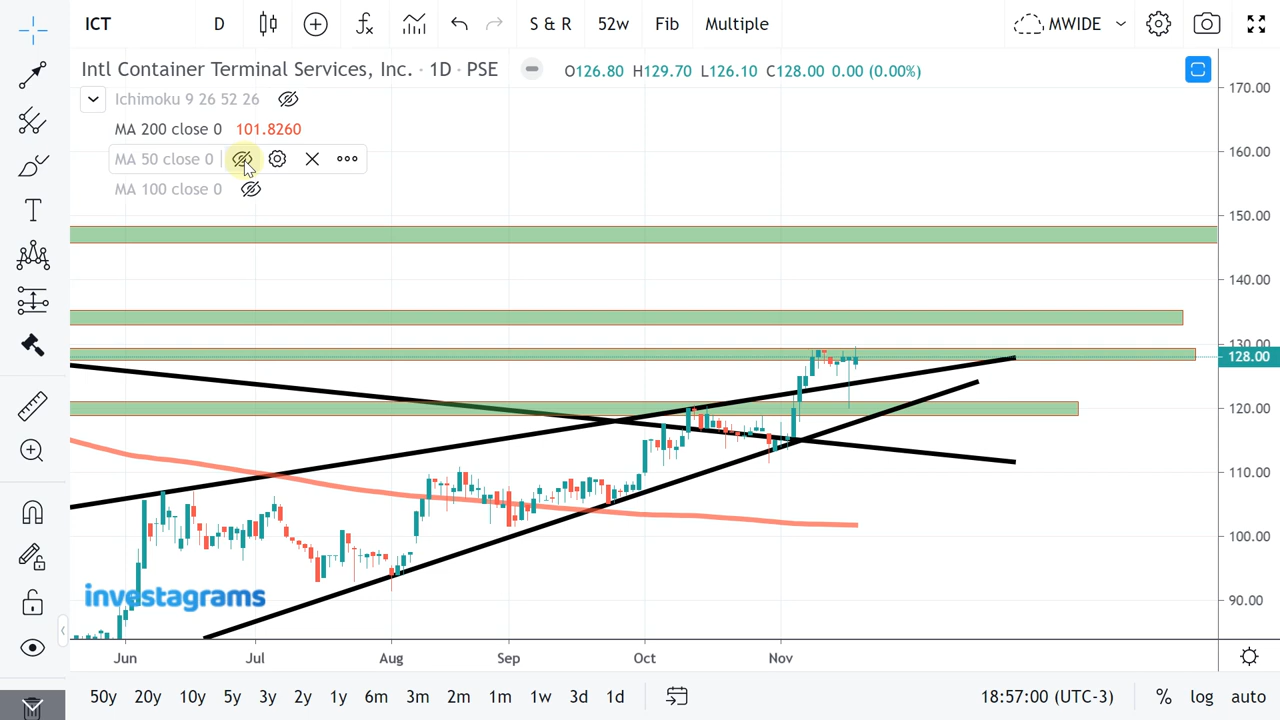 ICT D S & R 52w Fib Multiple MWIDE
Intl Container Terminal Services, Inc. · 1D · PSE O126.80 H129.70 L126.10 C128.00 0.00 (0.00%)
Ichimoku 9 26 52 26
MA 200 close 0 101.8260
MA 50 close 0
MA 100 close 0
170.00
160.00
150.00
140.00
130.00
128.00
120.00
110.00
100.00
90.00
investagrams
Jun Jul Aug Sep Oct Nov
50y 20y 10y 5y 3y 2y 1y 6m 3m 2m 1m 1w 3d 1d 18:57:00 (UTC-3) % log auto